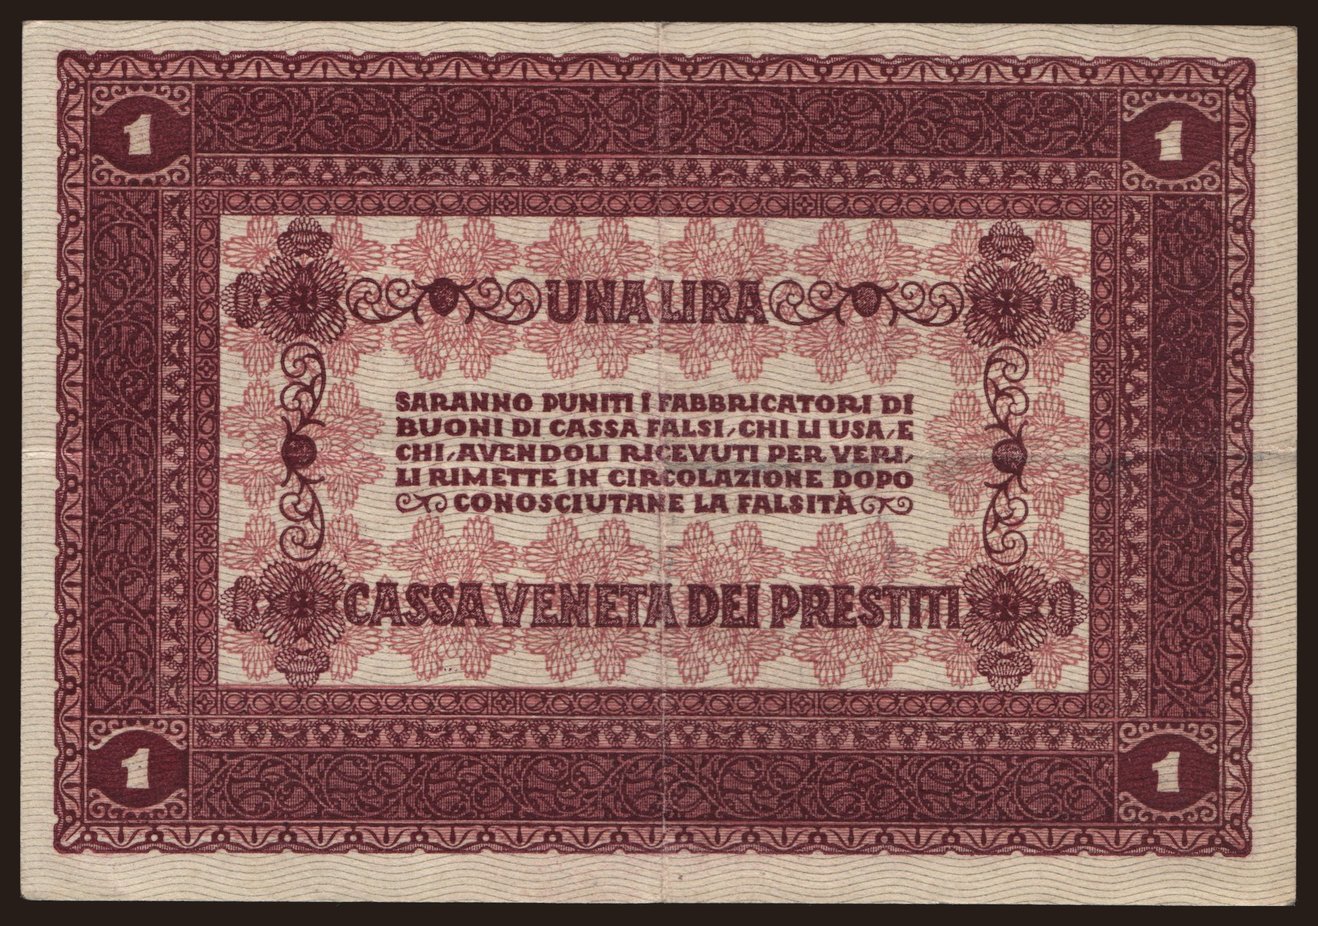 1 1
UNA LIRA
SARANNO PUNITI I FABBRICATORI DI
BUONI DI CASSA FALSI, CHI LI USA, E
CHI, AVENDOLI RICEVUTI PER VERI,
LI RIMETTE IN CIRCOLAZIONE DOPO
CONOSCIUTANE LA FALSITÀ
CASSA VENETA DEI PRESTITI
1 1